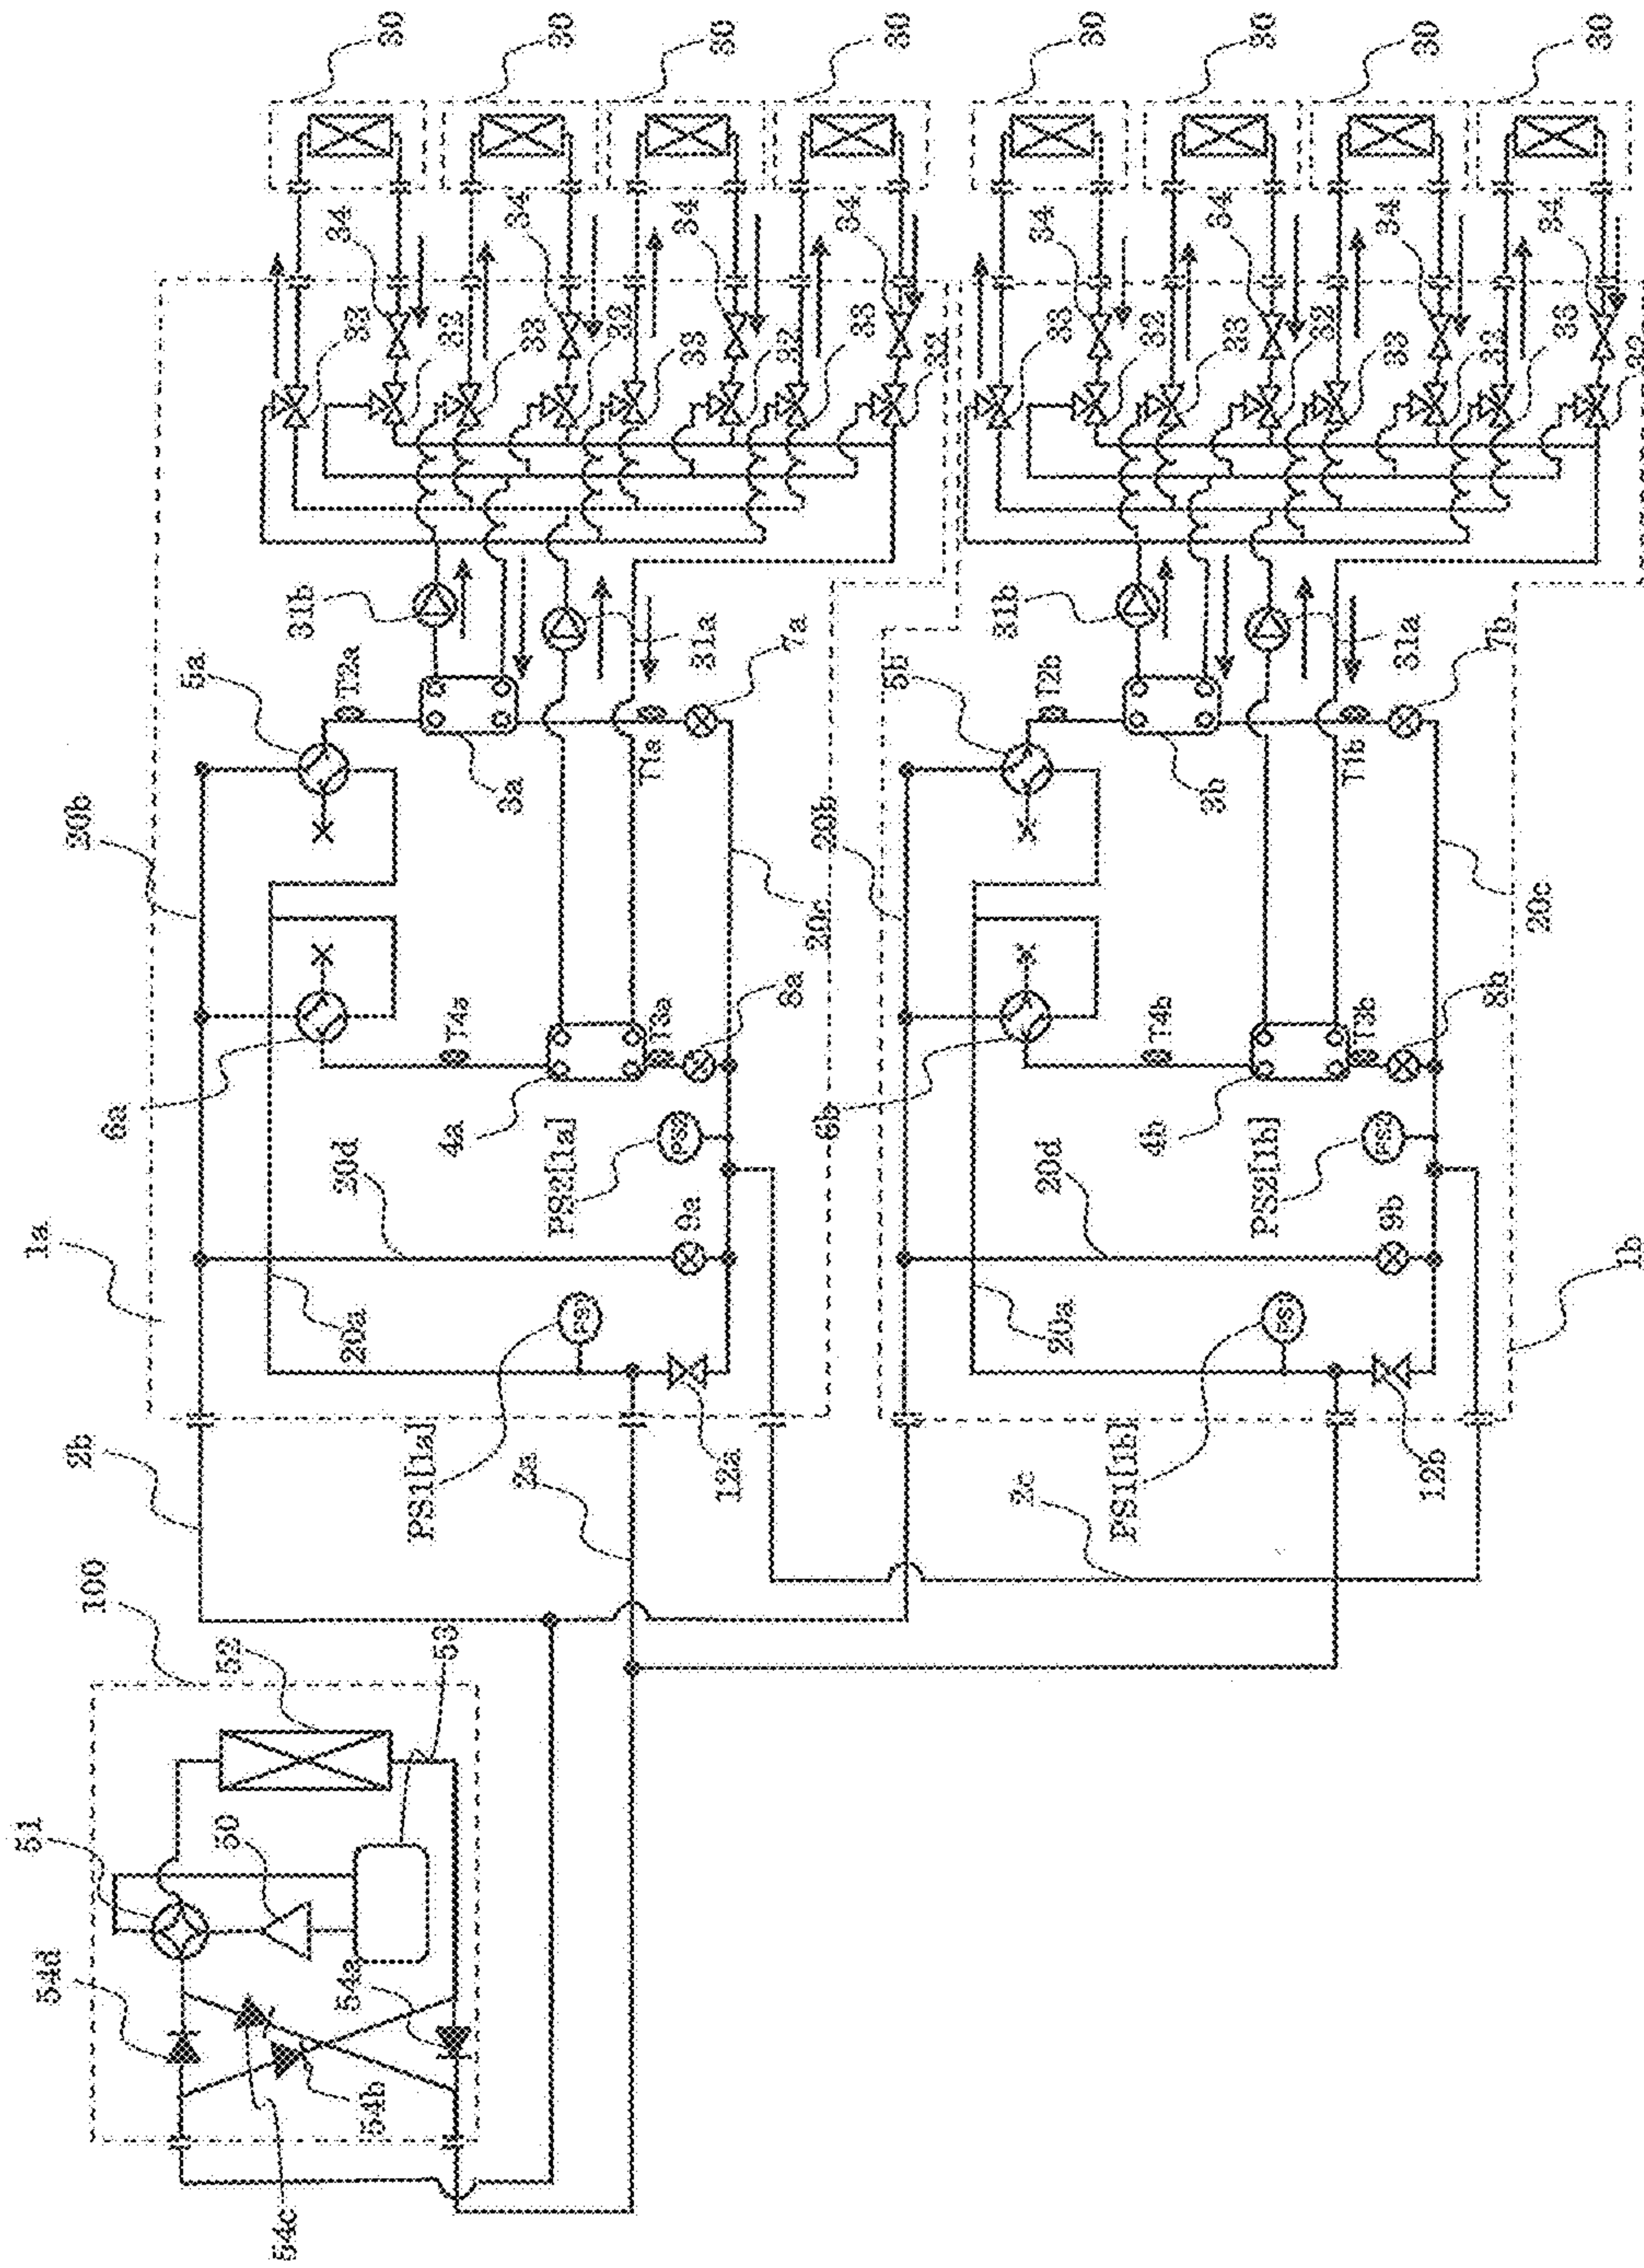 100
51
50
52
53
54d
54a
54b
54c
2b
2a
2c
1a
20b
20a
20d
20c
6a
5a
T2a
T4a
T3a
T1a
3a
4a
7a
8a
9a
12a
PS1[1a]
PS1
PS2[1a]
PS2
31b
31a
33
32
33
32
33
32
33
32
34
34
34
34
30
30
30
30
1b
20b
20a
20d
20c
6b
5b
T2b
T4b
T3b
T1b
3b
4b
7b
8b
9b
12b
PS1[1b]
PS1
PS2[1b]
PS2
31b
31a
33
32
33
32
33
32
33
32
34
34
34
34
30
30
30
30